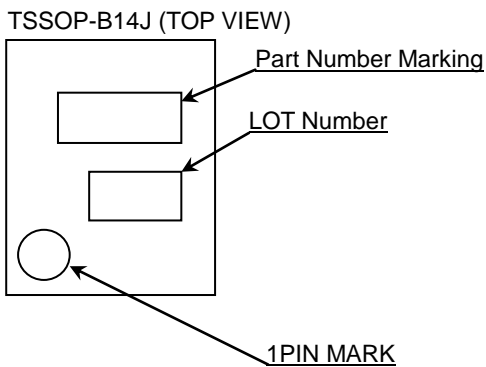 TSSOP-B14J (TOP VIEW)
Part Number Marking
LOT Number
1PIN MARK